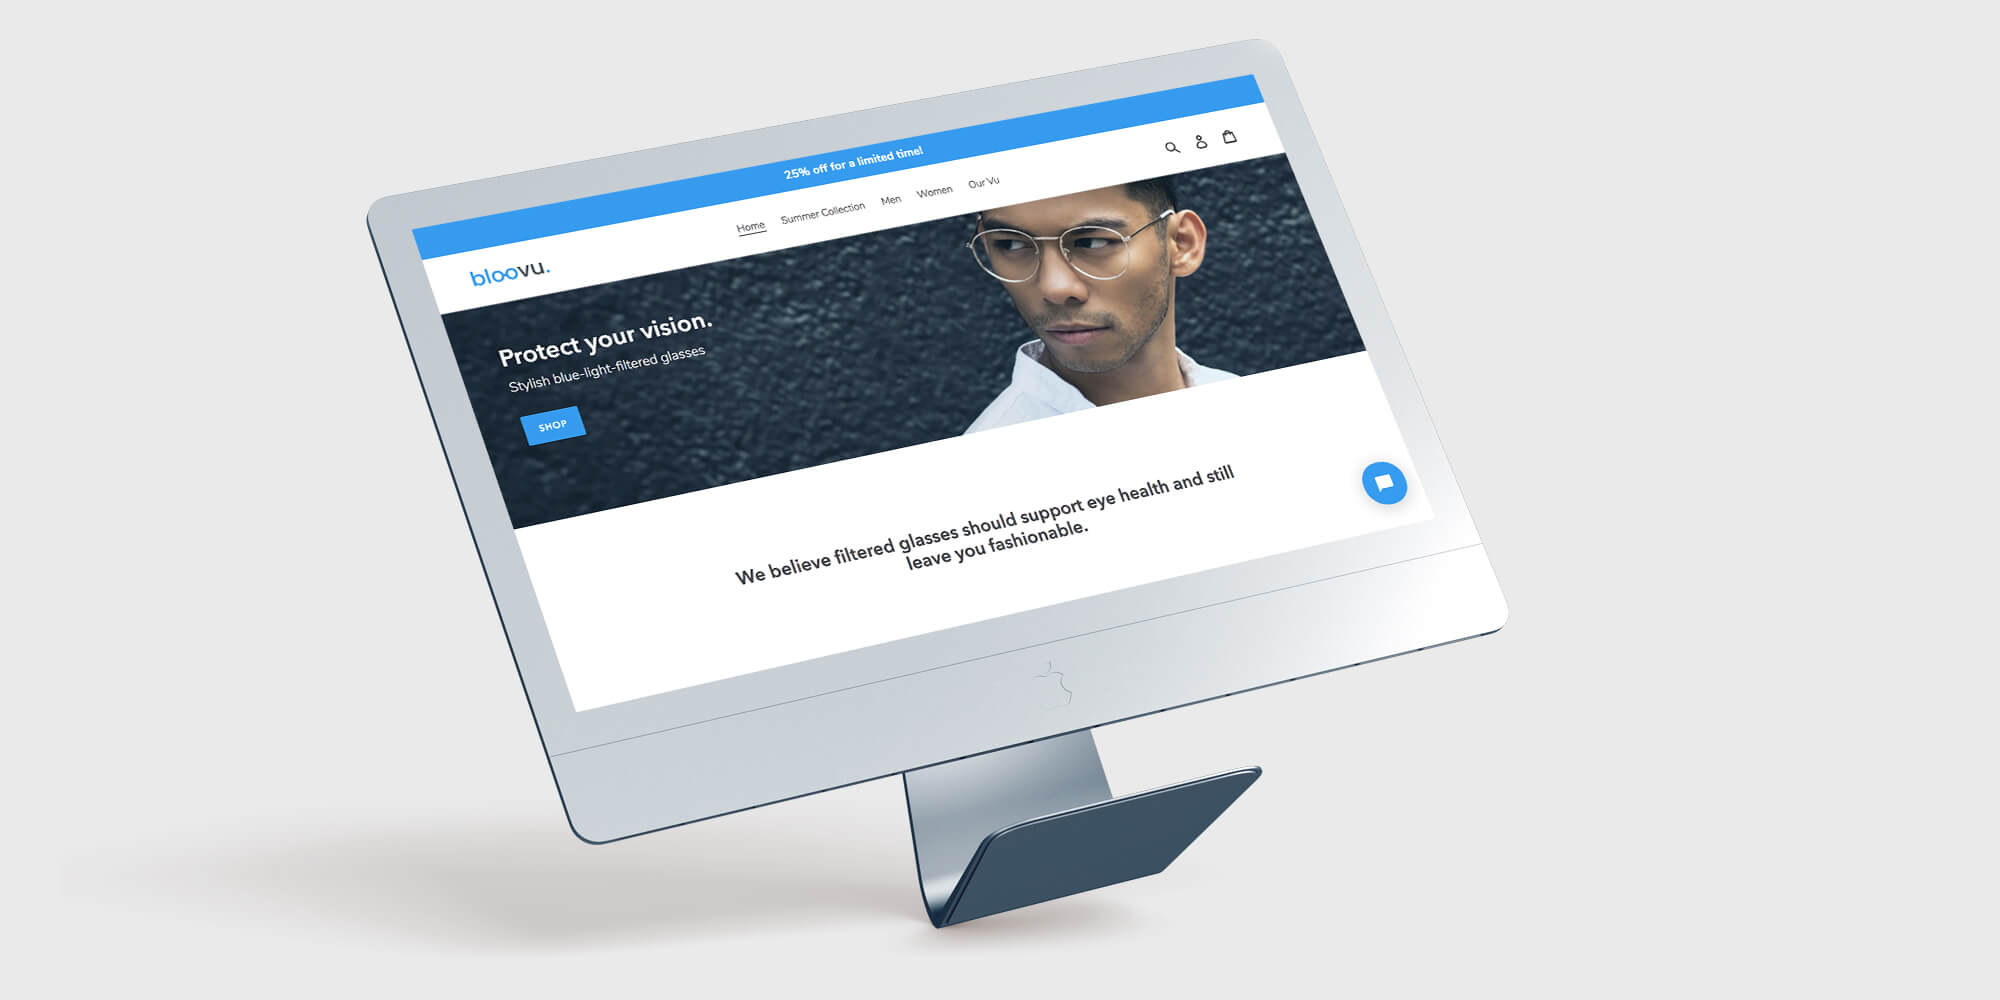 25% off for a limited time!
Home Summer Collection Men Women Our Vu
bloovu.
Protect your vision.
Stylish blue-light-filtered glasses
SHOP
We believe filtered glasses should support eye health and still
leave you fashionable.